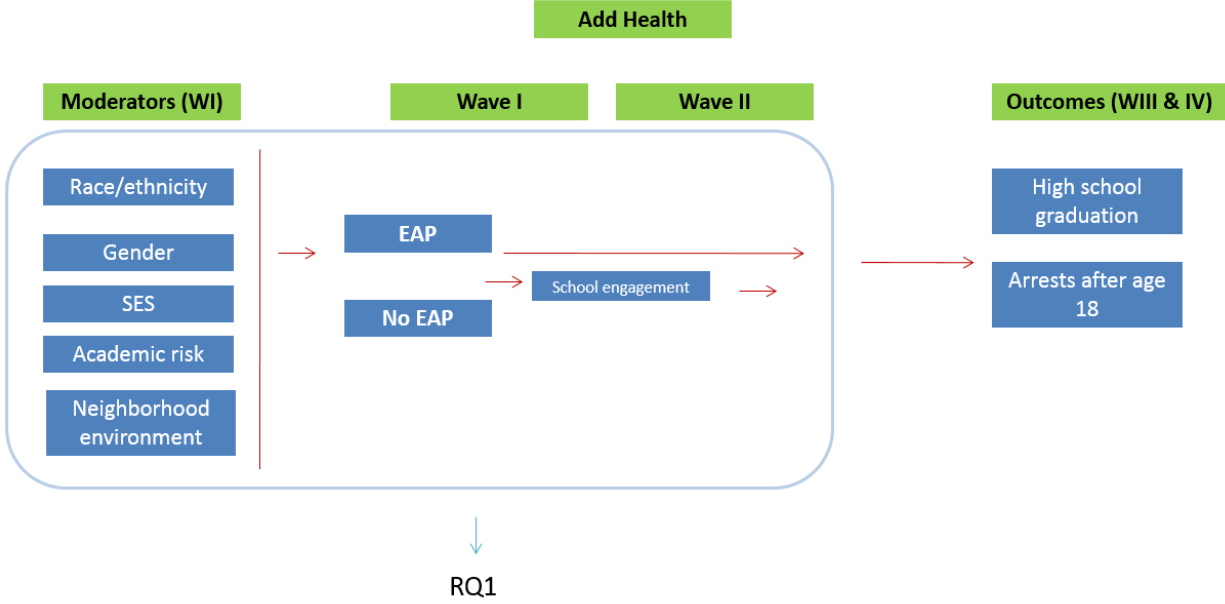 Add Health
Moderators (WI)
Wave I
Wave II
Outcomes (WIII & IV)
Race/ethnicity
Gender
SES
Academic risk
Neighborhood
environment
EAP
No EAP
School engagement
High school
graduation
Arrests after age
18
RQ1